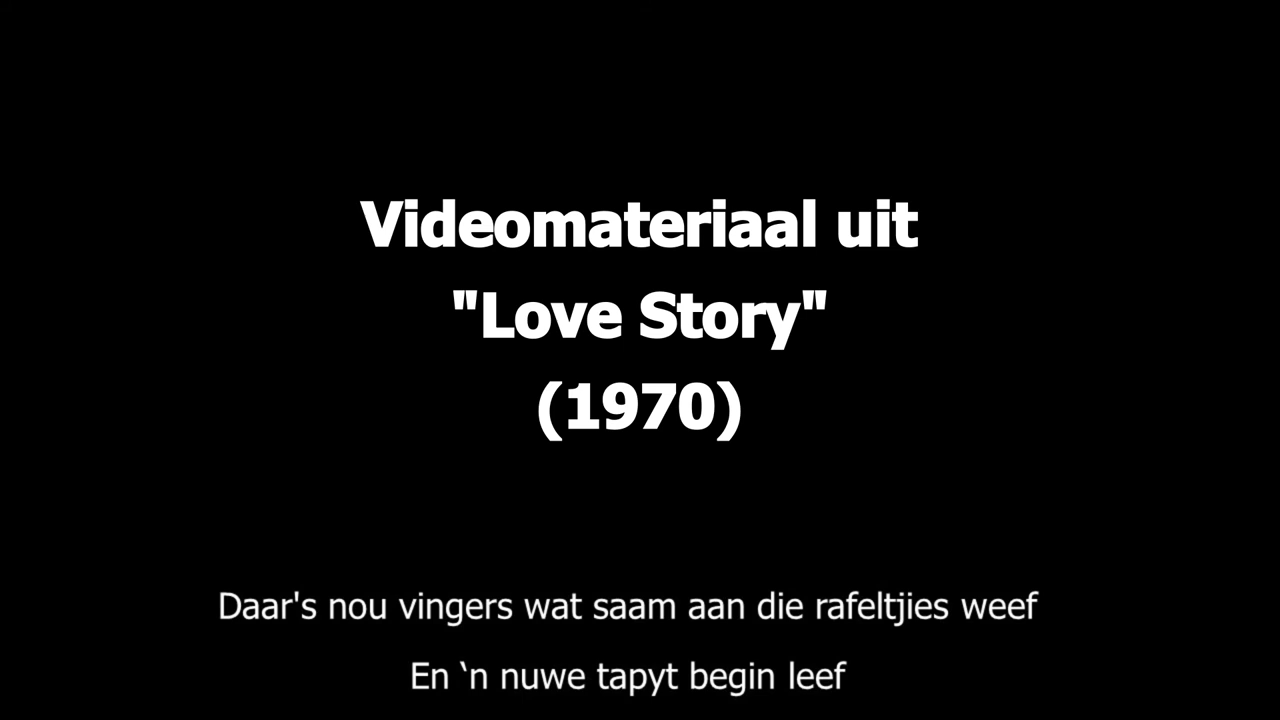 Videomateriaal uit
"Love Story"
(1970)
Daar's nou vingers wat saam aan die rafeltjies weef
En ‘n nuwe tapyt begin leef